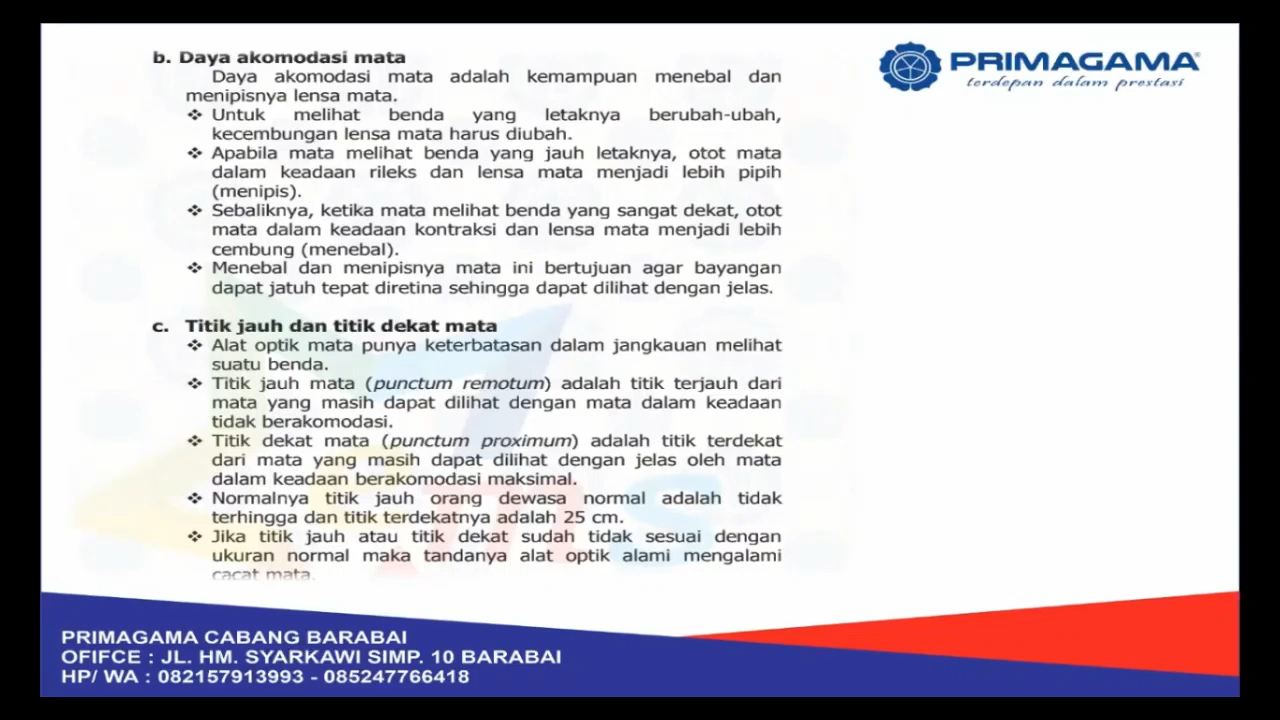 b. Daya akomodasi mata
Daya akomodasi mata adalah kemampuan menebal dan
menipisnya lensa mata.
❖ Untuk melihat benda yang letaknya berubah-ubah,
kecembungan lensa mata harus diubah.
❖ Apabila mata melihat benda yang jauh letaknya, otot mata
dalam keadaan rileks dan lensa mata menjadi lebih pipih
(menipis).
❖ Sebaliknya, ketika mata melihat benda yang sangat dekat, otot
mata dalam keadaan kontraksi dan lensa mata menjadi lebih
cembung (menebal).
❖ Menebal dan menipisnya mata ini bertujuan agar bayangan
dapat jatuh tepat diretina sehingga dapat dilihat dengan jelas.
c. Titik jauh dan titik dekat mata
❖ Alat optik mata punya keterbatasan dalam jangkauan melihat
suatu benda.
❖ Titik jauh mata (punctum remotum) adalah titik terjauh dari
mata yang masih dapat dilihat dengan mata dalam keadaan
tidak berakomodasi.
❖ Titik dekat mata (punctum proximum) adalah titik terdekat
dari mata yang masih dapat dilihat dengan jelas oleh mata
dalam keadaan berakomodasi maksimal.
❖ Normalnya titik jauh orang dewasa normal adalah tidak
terhingga dan titik terdekatnya adalah 25 cm.
❖ Jika titik jauh atau titik dekat sudah tidak sesuai dengan
ukuran normal maka tandanya alat optik alami mengalami
cacat mata.
PRIMAGAMA®
terdepan dalam prestasi
PRIMAGAMA CABANG BARABAI
OFIFCE : JL. HM. SYARKAWI SIMP. 10 BARABAI
HP/ WA : 082157913993 - 085247766418